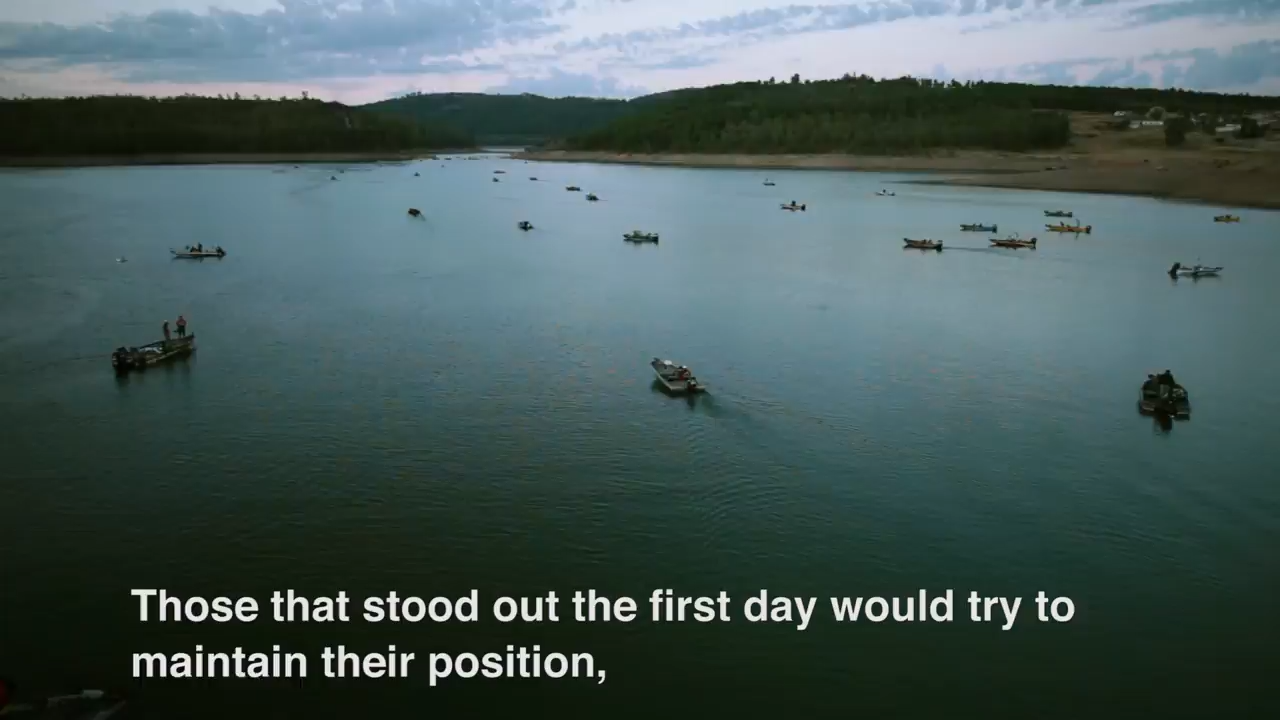 Those that stood out the first day would try to
maintain their position,